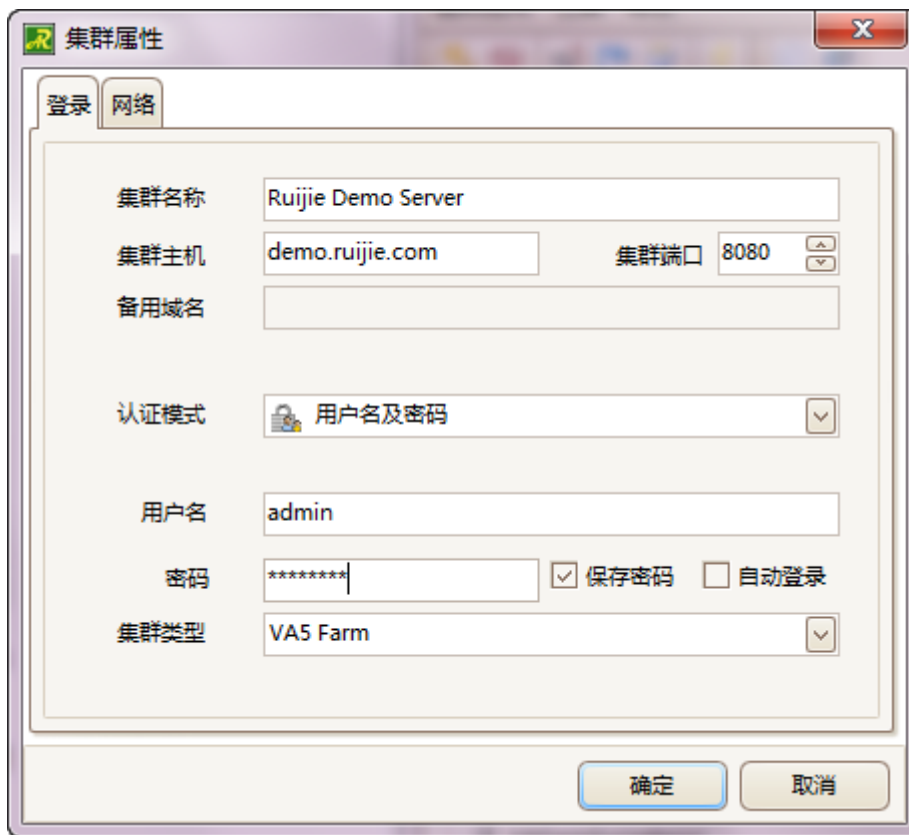 集群属性
登录 网络
集群名称 Ruijie Demo Server
集群主机 demo.ruijie.com 集群端口 8080
备用域名
认证模式 用户名及密码
用户名 admin
密码 ******** 保存密码 自动登录
集群类型 VA5 Farm
确定 取消